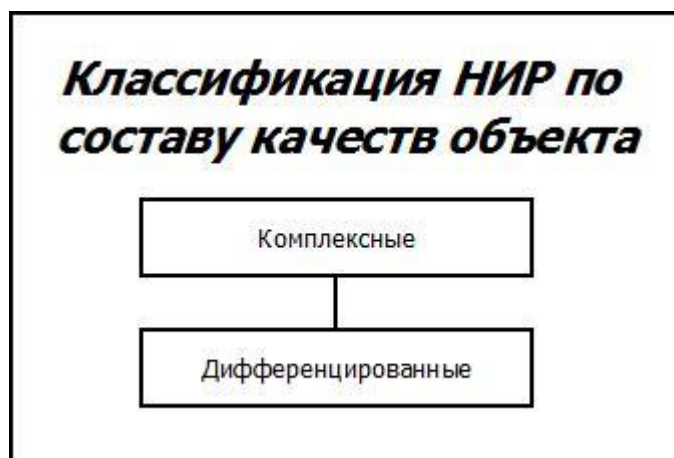 Классификация НИР по
составу качеств объекта
Комплексные
Дифференцированные